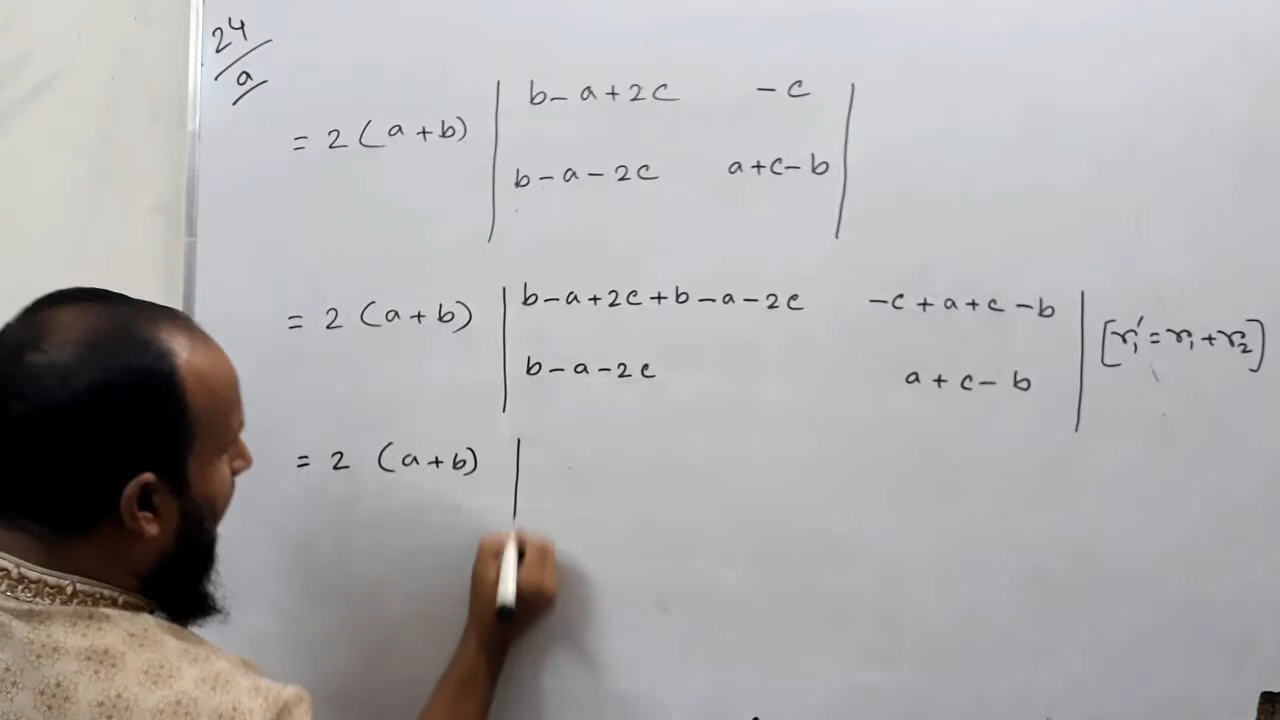 24/a
= 2 (a+b) | b-a+2c -c |
| b-a-2c a+c-b |
= 2 (a+b) | b-a+2c+b-a-2c -c+a+c-b | [r₁′=r₁+r₂]
| b-a-2c a+c-b |
= 2 (a+b) |